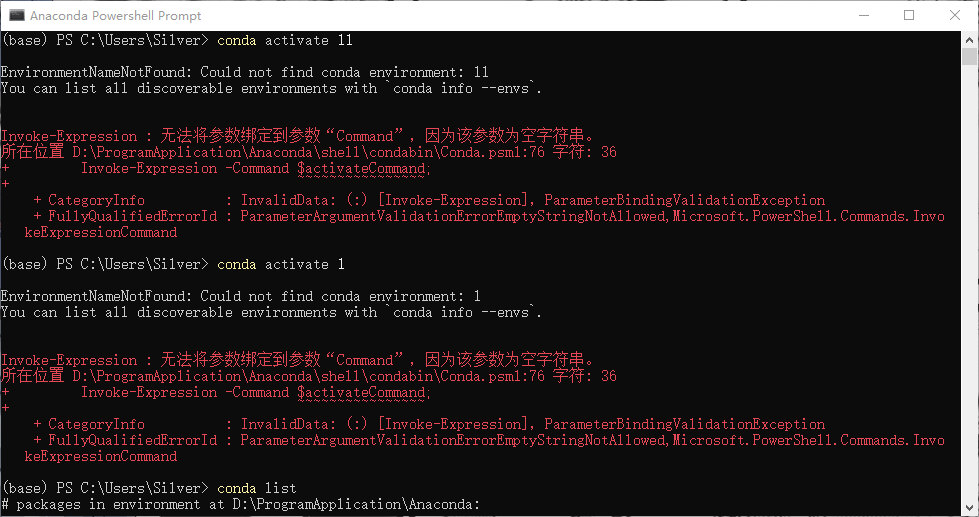 Anaconda Powershell Prompt
(base) PS C:\Users\Silver> conda activate 11
EnvironmentNameNotFound: Could not find conda environment: 11
You can list all discoverable environments with `conda info --envs`.
Invoke-Expression : 无法将参数绑定到参数“Command”，因为该参数为空字符串。
所在位置 D:\ProgramApplication\Anaconda\shell\condabin\Conda.psm1:76 字符: 36
+         Invoke-Expression -Command $activateCommand;
+                                    ~~~~~~~~~~~~~~~~
    + CategoryInfo          : InvalidData: (:) [Invoke-Expression], ParameterBindingValidationException
    + FullyQualifiedErrorId : ParameterArgumentValidationErrorEmptyStringNotAllowed,Microsoft.PowerShell.Commands.Invo
   keExpressionCommand
(base) PS C:\Users\Silver> conda activate 1
EnvironmentNameNotFound: Could not find conda environment: 1
You can list all discoverable environments with `conda info --envs`.
Invoke-Expression : 无法将参数绑定到参数“Command”，因为该参数为空字符串。
所在位置 D:\ProgramApplication\Anaconda\shell\condabin\Conda.psm1:76 字符: 36
+         Invoke-Expression -Command $activateCommand;
+                                    ~~~~~~~~~~~~~~~~
    + CategoryInfo          : InvalidData: (:) [Invoke-Expression], ParameterBindingValidationException
    + FullyQualifiedErrorId : ParameterArgumentValidationErrorEmptyStringNotAllowed,Microsoft.PowerShell.Commands.Invo
   keExpressionCommand
(base) PS C:\Users\Silver> conda list
# packages in environment at D:\ProgramApplication\Anaconda: